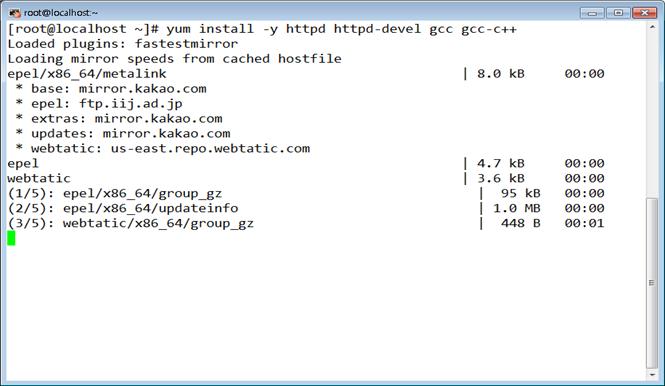 root@localhost:~
[root@localhost ~]# yum install -y httpd httpd-devel gcc gcc-c++
Loaded plugins: fastestmirror
Loading mirror speeds from cached hostfile
epel/x86_64/metalink | 8.0 kB 00:00
* base: mirror.kakao.com
* epel: ftp.iij.ad.jp
* extras: mirror.kakao.com
* updates: mirror.kakao.com
* webtatic: us-east.repo.webtatic.com
epel | 4.7 kB 00:00
webtatic | 3.6 kB 00:00
(1/5): epel/x86_64/group_gz | 95 kB 00:00
(2/5): epel/x86_64/updateinfo | 1.0 MB 00:00
(3/5): webtatic/x86_64/group_gz | 448 B 00:01